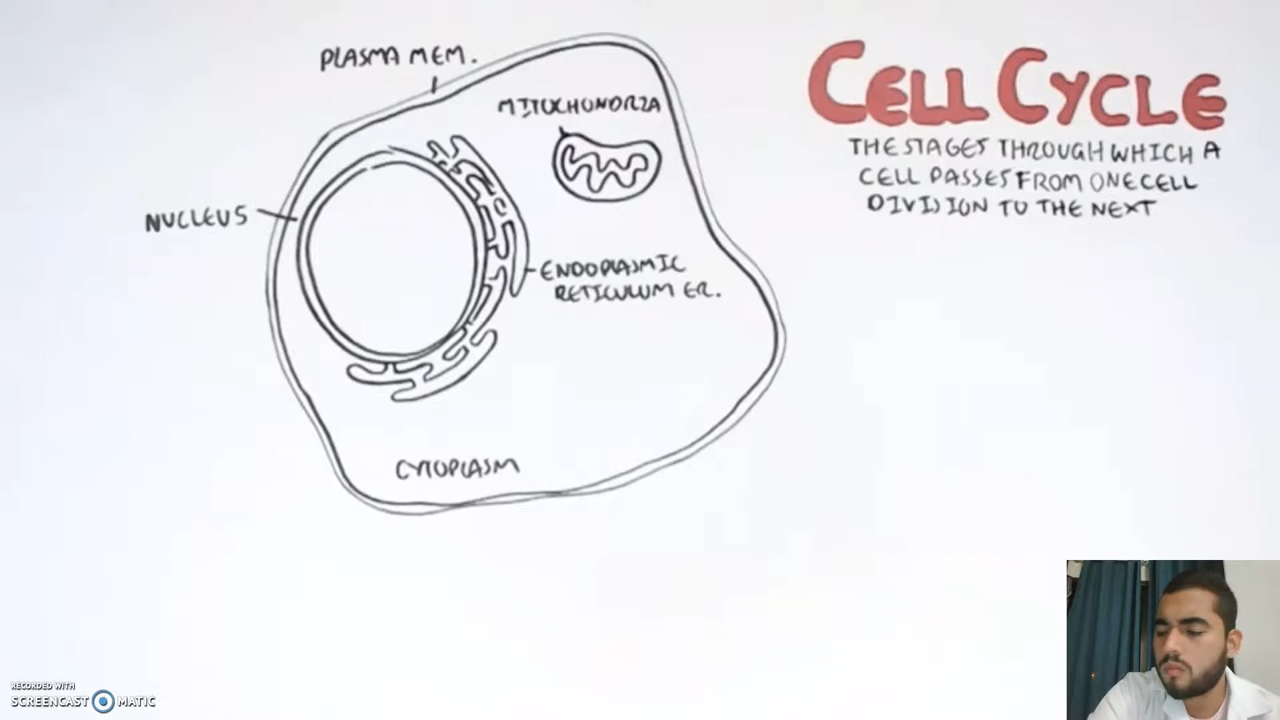 PLASMA MEM.
CELL CYCLE
MITOCHONDRIA
THE STAGES THROUGH WHICH A
CELL PASSES FROM ONE CELL
DIVISION TO THE NEXT
NUCLEUS
ENDOPLASMIC
RETICULUM ER.
CYTOPLASM
RECORDED WITH
SCREENCAST MATIC